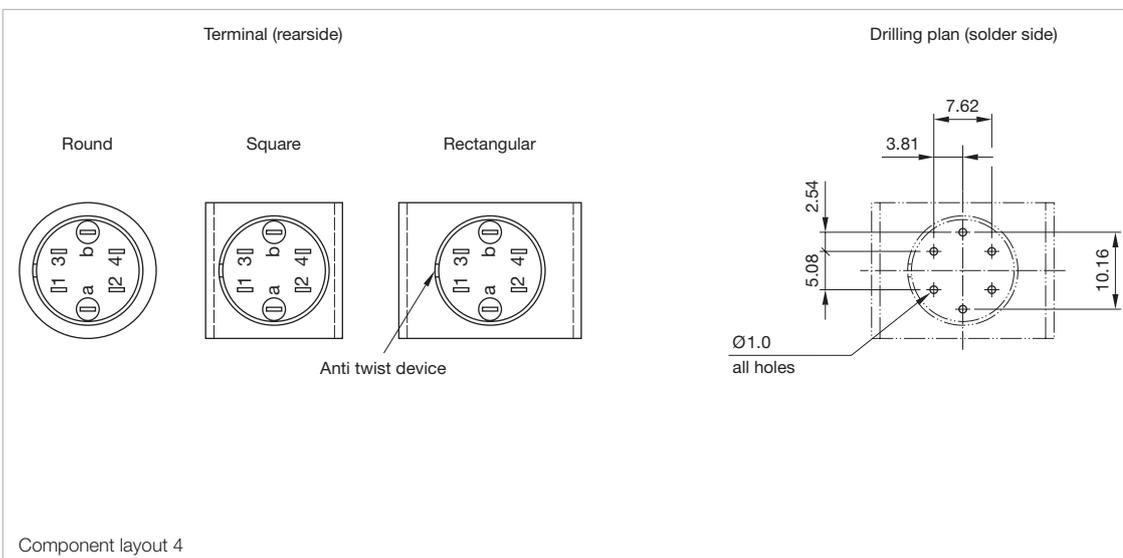 Terminal (rearside)
Drilling plan (solder side)
Round
Square
Rectangular
3 b 4
1 a 2
3 b 4
1 a 2
3 b 4
1 a 2
Anti twist device
7.62
3.81
2.54
5.08
10.16
Ø1.0
all holes
Component layout 4